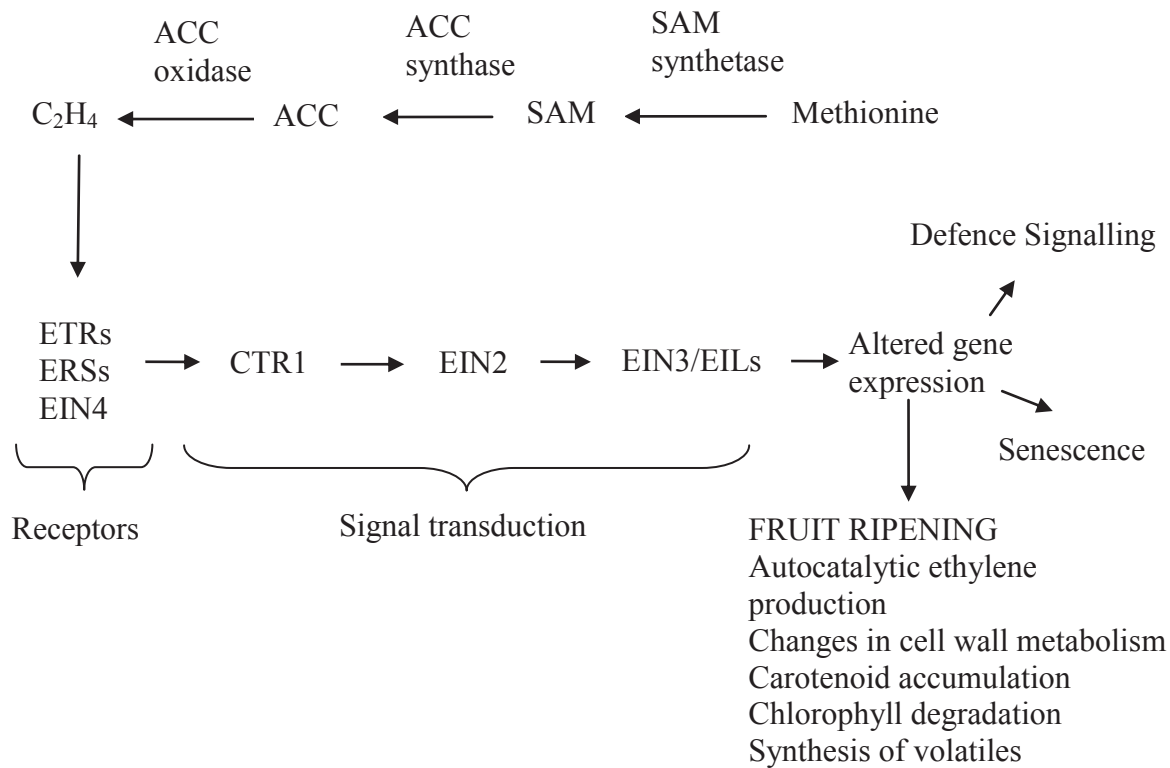 ACC
oxidase
ACC
synthase
SAM
synthetase
C₂H₄
ACC
SAM
Methionine
Defence Signalling
ETRs
ERSs
EIN4
CTR1
EIN2
EIN3/EILs
Altered gene
expression
Senescence
Receptors
Signal transduction
FRUIT RIPENING
Autocatalytic ethylene
production
Changes in cell wall metabolism
Carotenoid accumulation
Chlorophyll degradation
Synthesis of volatiles